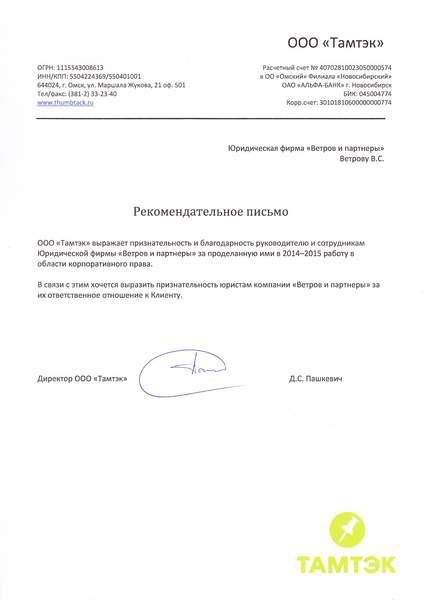 ООО «Тамтэк»
ОГРН: 1115543008613
ИНН/КПП: 5504224369/550401001
644024, г. Омск, ул. Маршала Жукова, 21 оф. 501
Тел/факс: (381-2) 33-23-40
www.thumbtack.ru
Расчетный счет № 40702810023050000574
в ОО «Омский» Филиала «Новосибирский»
ОАО «АЛЬФА-БАНК» г. Новосибирск
БИК: 045004774
Корр.счет: 30101810600000000774
Юридическая фирма «Ветров и партнеры»
Ветрову В.С.
Рекомендательное письмо
ООО «Тамтэк» выражает признательность и благодарность руководителю и сотрудникам
Юридической фирмы «Ветров и партнеры» за проделанную ими в 2014–2015 работу в
области корпоративного права.
В связи с этим хочется выразить признательность юристам компании «Ветров и партнеры» за
их ответственное отношение к Клиенту.
Директор ООО «Тамтэк»
Д.С. Пашкевич
ТАМТЭК